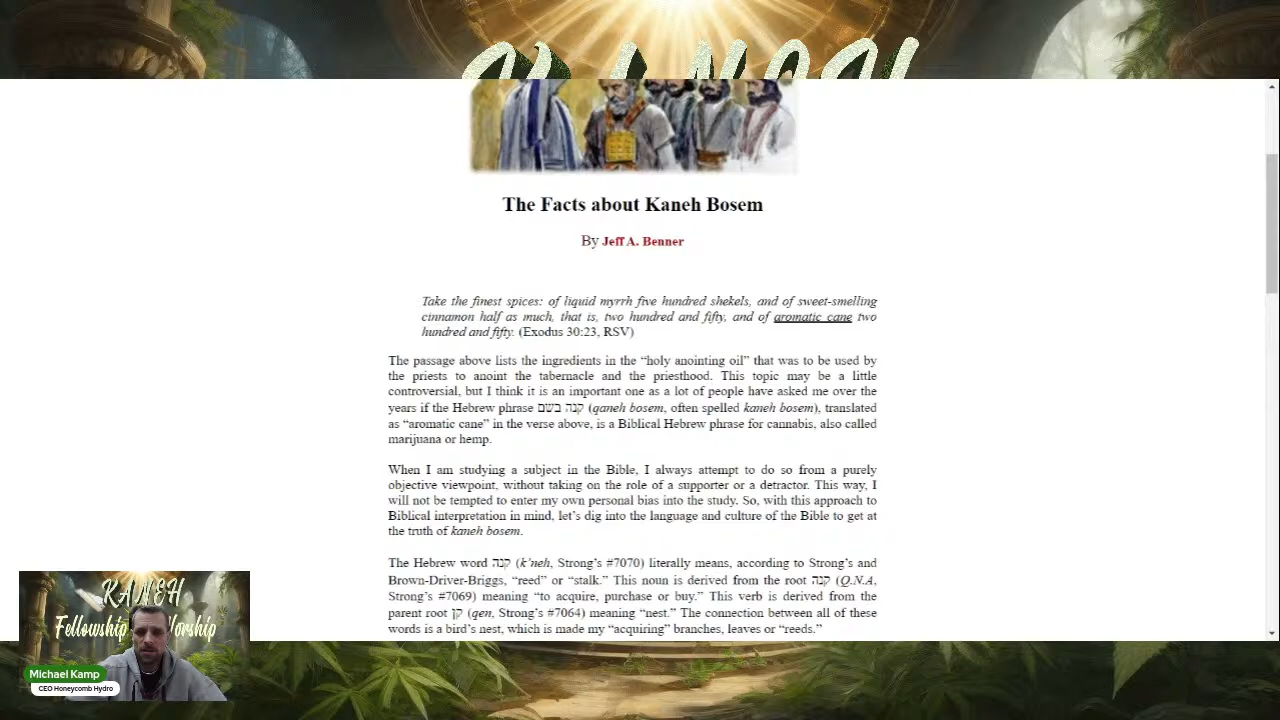 KANEH
The Facts about Kaneh Bosem
By Jeff A. Benner
Take the finest spices: of liquid myrrh five hundred shekels, and of sweet-smelling
cinnamon half as much, that is, two hundred and fifty, and of aromatic cane two
hundred and fifty. (Exodus 30:23, RSV)
The passage above lists the ingredients in the “holy anointing oil” that was to be used by
the priests to anoint the tabernacle and the priesthood. This topic may be a little
controversial, but I think it is an important one as a lot of people have asked me over the
years if the Hebrew phrase קנה בשם (qaneh bosem, often spelled kaneh bosem), translated
as “aromatic cane” in the verse above, is a Biblical Hebrew phrase for cannabis, also called
marijuana or hemp.
When I am studying a subject in the Bible, I always attempt to do so from a purely
objective viewpoint, without taking on the role of a supporter or a detractor. This way, I
will not be tempted to enter my own personal bias into the study. So, with this approach to
Biblical interpretation in mind, let’s dig into the language and culture of the Bible to get at
the truth of kaneh bosem.
The Hebrew word קנה (k’neh, Strong’s #7070) literally means, according to Strong’s and
Brown-Driver-Briggs, “reed” or “stalk.” This noun is derived from the root קנה (Q.N.A,
Strong’s #7069) meaning “to acquire, purchase or buy.” This verb is derived from the
parent root קן (qen, Strong’s #7064) meaning “nest.” The connection between all of these
words is a bird’s nest, which is made my “acquiring” branches, leaves or “reeds.”
KANEH
Fellowship Worship
Michael Kamp
CEO Honeycomb Hydro